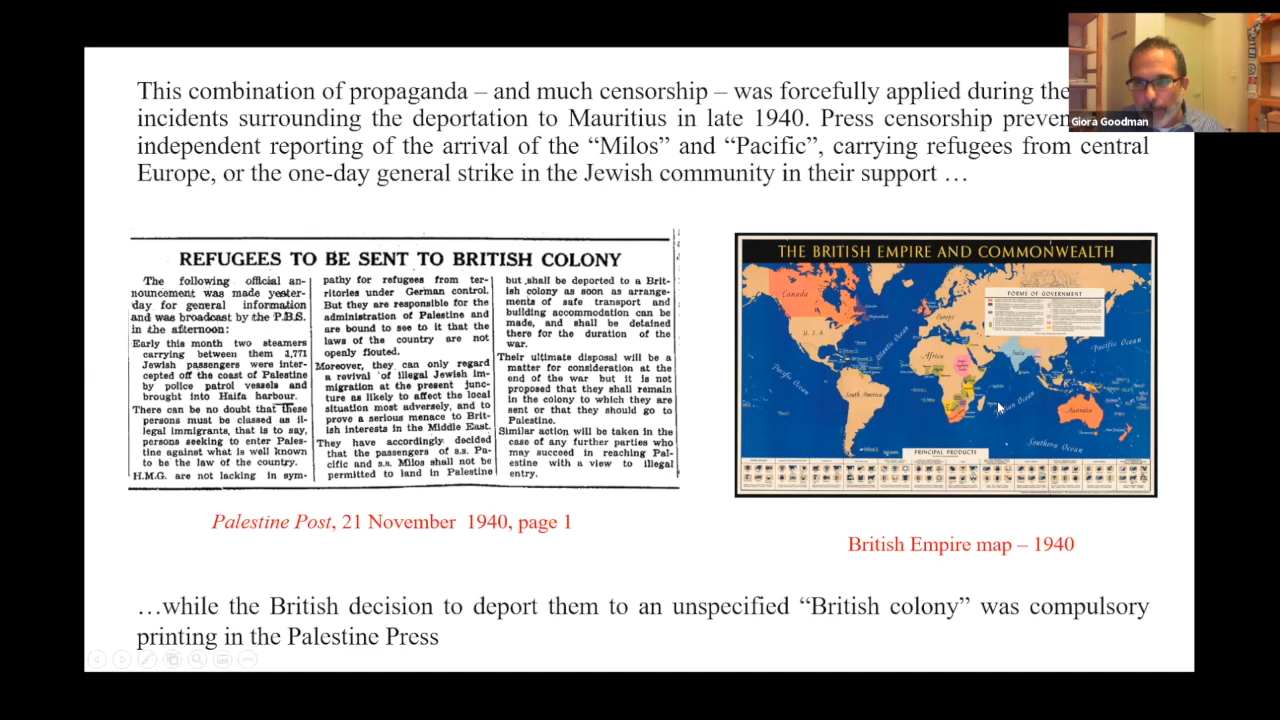 This combination of propaganda – and much censorship – was forcefully applied during the
incidents surrounding the deportation to Mauritius in late 1940. Press censorship preven
independent reporting of the arrival of the “Milos” and “Pacific”, carrying refugees from central
Europe, or the one-day general strike in the Jewish community in their support …
Giora Goodman
REFUGEES TO BE SENT TO BRITISH COLONY
The following official an-
nouncement was made yester-
day for general information
and was broadcast by the P.B.S.
in the afternoon:
Early this month two steamers
carrying between them 1,771
Jewish passengers were inter-
cepted off the coast of Palestine
by police patrol vessels and
brought into Haifa harbour.
There can be no doubt that these
persons must be classed as il-
legal immigrants, that is to say,
persons seeking to enter Pales-
tine against what is well known
to be the law of the country.
H.M.G. are not lacking in sym-
pathy for refugees from ter-
ritories under German control.
But they are responsible for the
administration of Palestine and
are bound to see to it that the
laws of the country are not
openly flouted.
Moreover, they can only regard
a revival of illegal Jewish im-
migration at the present junc-
ture as likely to affect the local
situation most adversely, and to
prove a serious menace to Brit-
ish interests in the Middle East.
They have accordingly decided
that the passengers of s.s. Pa-
cific and s.s. Milos shall not be
permitted to land in Palestine
but shall be deported to a Brit-
ish colony as soon as arrange-
ments of safe transport and
building accommodation can be
made, and shall be detained
there for the duration of the
war.
Their ultimate disposal will be a
matter for consideration at the
end of the war but it is not
proposed that they shall remain
in the colony to which they are
sent or that they should go to
Palestine.
Similar action will be taken in the
case of any further parties who
may succeed in reaching Pal-
estine with a view to illegal
entry.
THE BRITISH EMPIRE AND COMMONWEALTH
FORMS OF GOVERNMENT
Canada
Europe
U.S.A.
Atlantic Ocean
Pacific Ocean
Africa
India
Pacific Ocean
South America
Ocean
Australia
Southern Ocean
PRINCIPAL PRODUCTS
Palestine Post, 21 November 1940, page 1
British Empire map – 1940
…while the British decision to deport them to an unspecified “British colony” was compulsory
printing in the Palestine Press